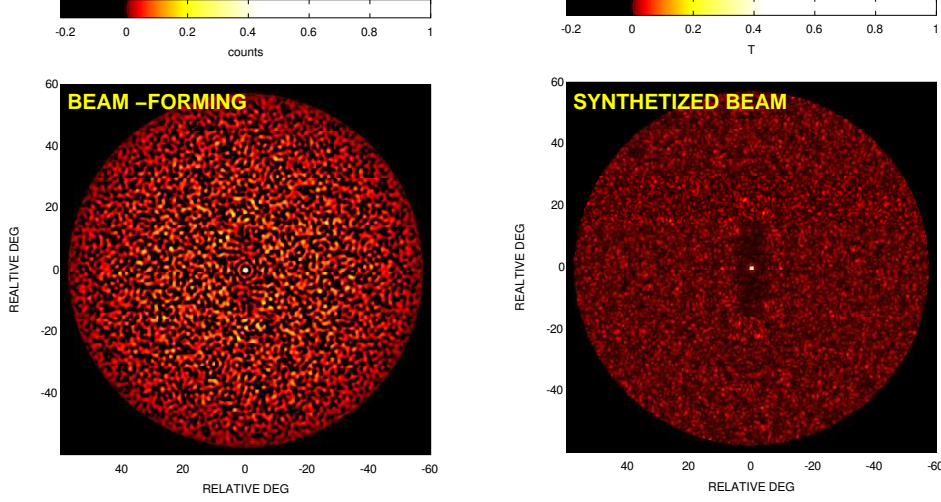 -0.2 0 0.2 0.4 0.6 0.8 1
counts
-0.2 0 0.2 0.4 0.6 0.8 1
T
BEAM –FORMING
60
40
20
0
-20
-40
REALTIVE DEG
40 20 0 -20 -40 -60
RELATIVE DEG
SYNTHETIZED BEAM
60
40
20
0
-20
-40
REALTIVE DEG
40 20 0 -20 -40 -60
RELATIVE DEG